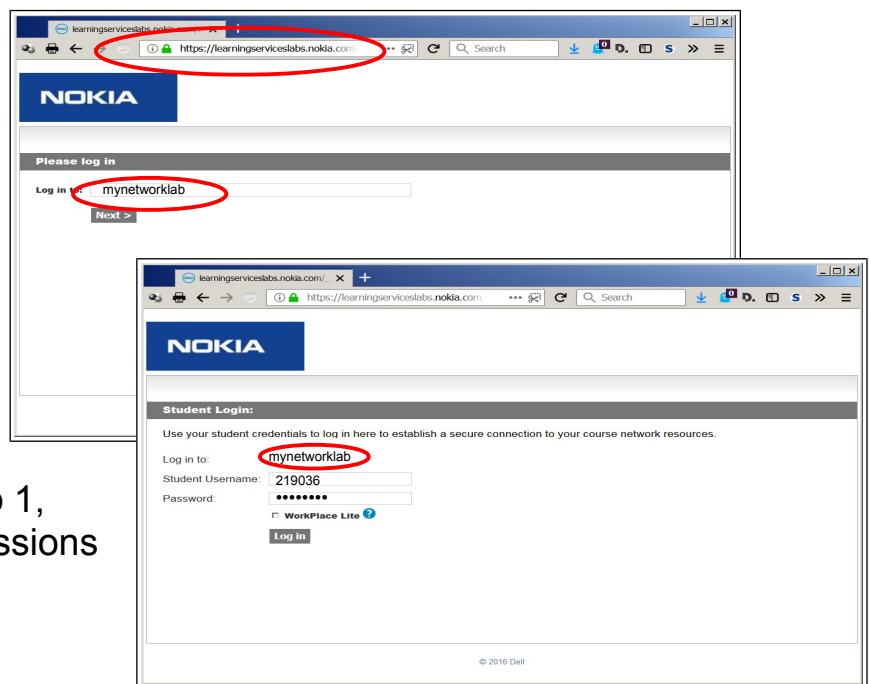 learningserviceslabs.nokia.com/
https://learningserviceslabs.nokia.com/
Search
0
D.
S
NOKIA
Please log in
Log in to:
mynetworklab
Next >
learningserviceslabs.nokia.com/_
https://learningserviceslabs.nokia.com
Search
0
D.
S
NOKIA
Student Login:
Use your student credentials to log in here to establish a secure connection to your course network resources.
Log in to: mynetworklab
Student Username: 219036
Password: ••••••••
WorkPlace Lite ?
Log in
1,
ssions
© 2016 Dell